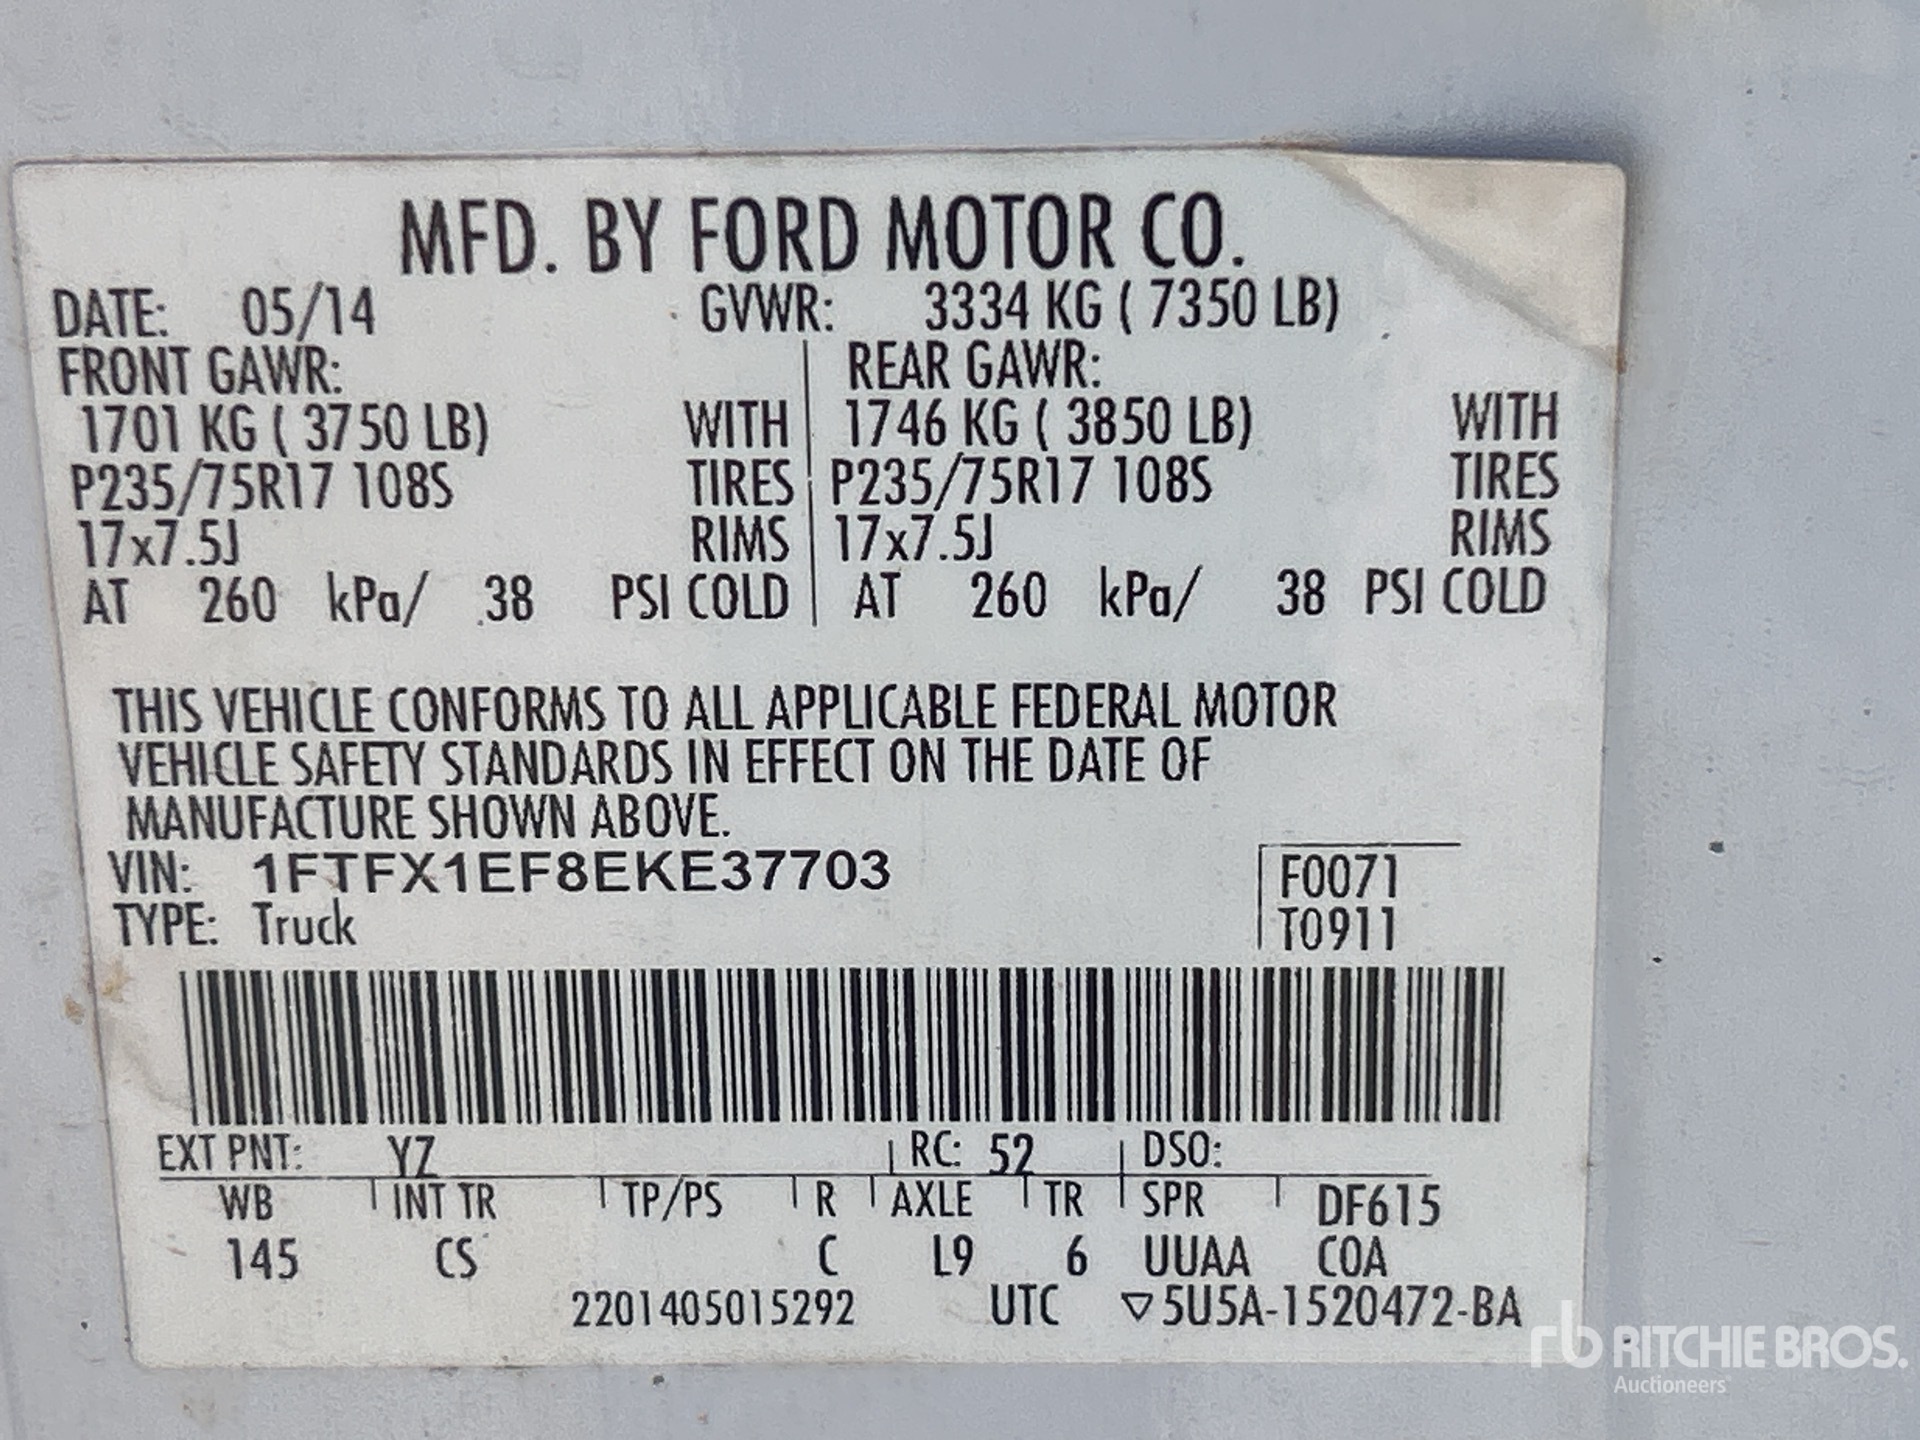 MFD. BY FORD MOTOR CO.
DATE: 05/14 GVWR: 3334 KG ( 7350 LB)
FRONT GAWR: REAR GAWR:
1701 KG ( 3750 LB) WITH 1746 KG ( 3850 LB) WITH
P235/75R17 108S TIRES P235/75R17 108S TIRES
17x7.5J RIMS 17x7.5J RIMS
AT 260 kPa/ 38 PSI COLD AT 260 kPa/ 38 PSI COLD
THIS VEHICLE CONFORMS TO ALL APPLICABLE FEDERAL MOTOR
VEHICLE SAFETY STANDARDS IN EFFECT ON THE DATE OF
MANUFACTURE SHOWN ABOVE.
VIN: 1FTFX1EF8EKE37703 F0071
TYPE: Truck T0911
EXT PNT: YZ RC: 52 DSO:
WB INT TR TP/PS R AXLE TR SPR DF615
145 CS C L9 6 UUAA COA
2201405015292 UTC ▽5U5A-1520472-BA
rb RITCHIE BROS.
Auctioneers